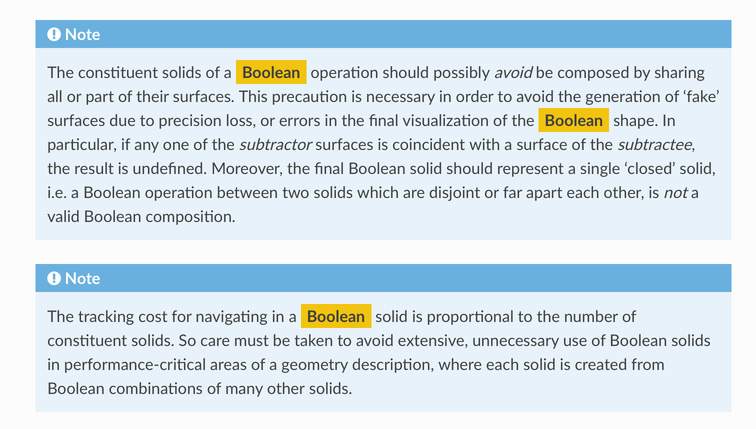 Note
The constituent solids of a Boolean operation should possibly avoid be composed by sharing
all or part of their surfaces. This precaution is necessary in order to avoid the generation of ‘fake’
surfaces due to precision loss, or errors in the final visualization of the Boolean shape. In
particular, if any one of the subtractor surfaces is coincident with a surface of the subtractee,
the result is undefined. Moreover, the final Boolean solid should represent a single ‘closed’ solid,
i.e. a Boolean operation between two solids which are disjoint or far apart each other, is not a
valid Boolean composition.
Note
The tracking cost for navigating in a Boolean solid is proportional to the number of
constituent solids. So care must be taken to avoid extensive, unnecessary use of Boolean solids
in performance-critical areas of a geometry description, where each solid is created from
Boolean combinations of many other solids.